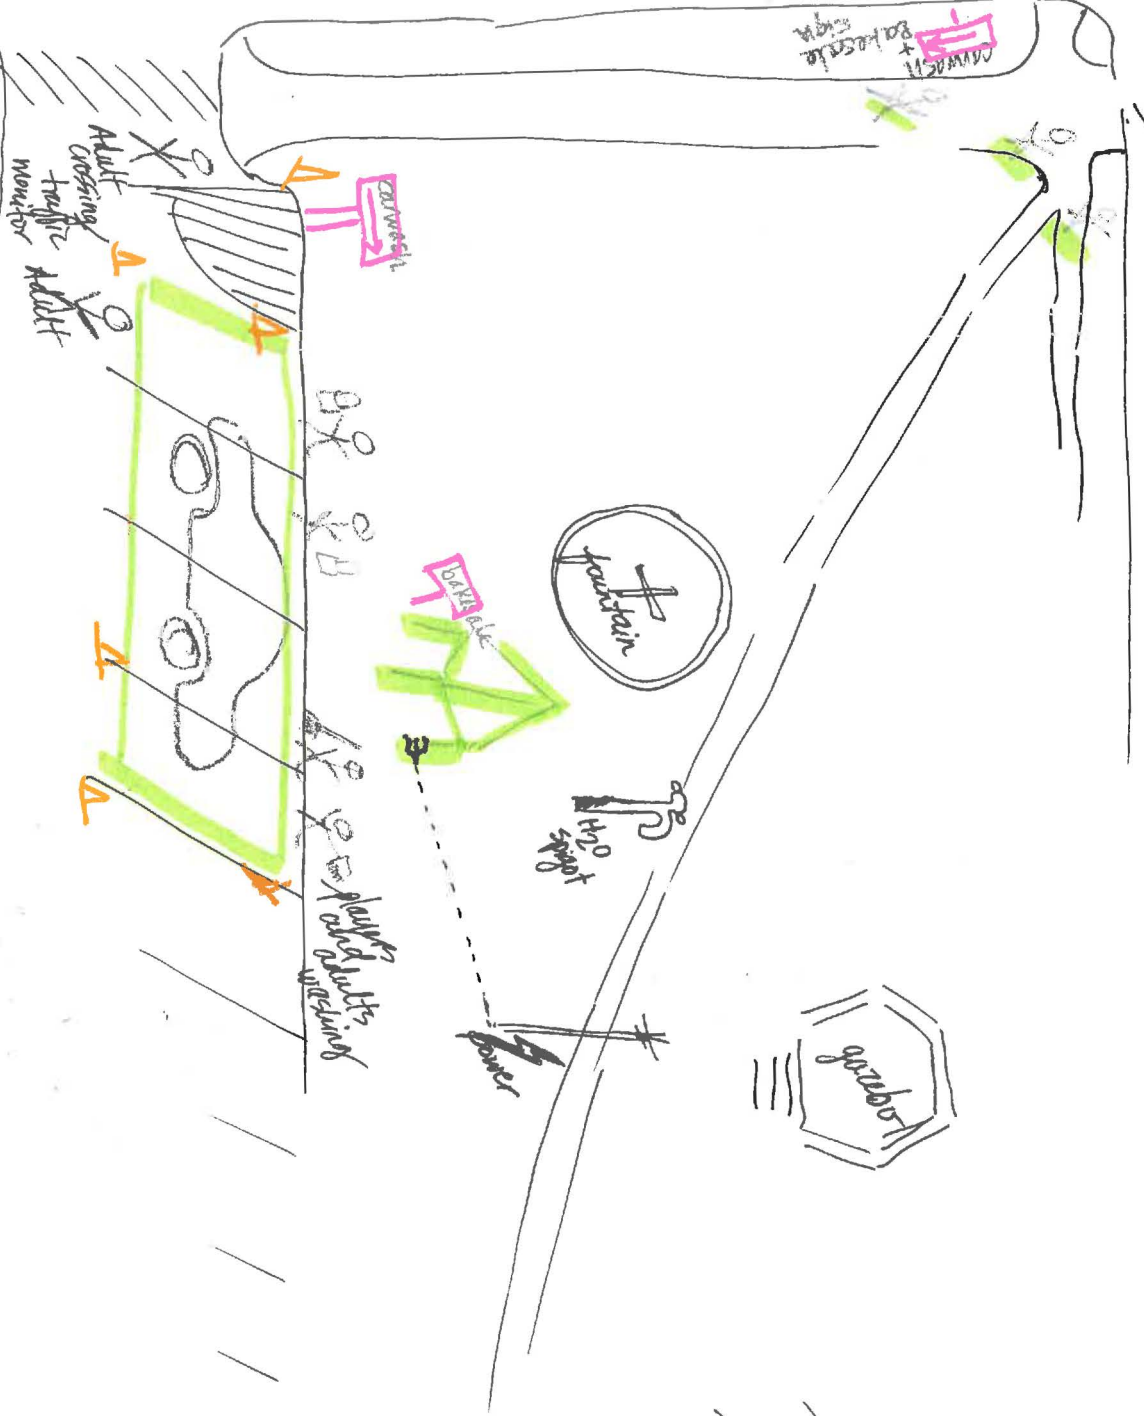 carwash
+
Bakesale
sign
carwash
Adult
crossing
traffic
monitor
Adult
bakesale
fountain
H2O
spigot
players
and
adults
washing
power
gazebo